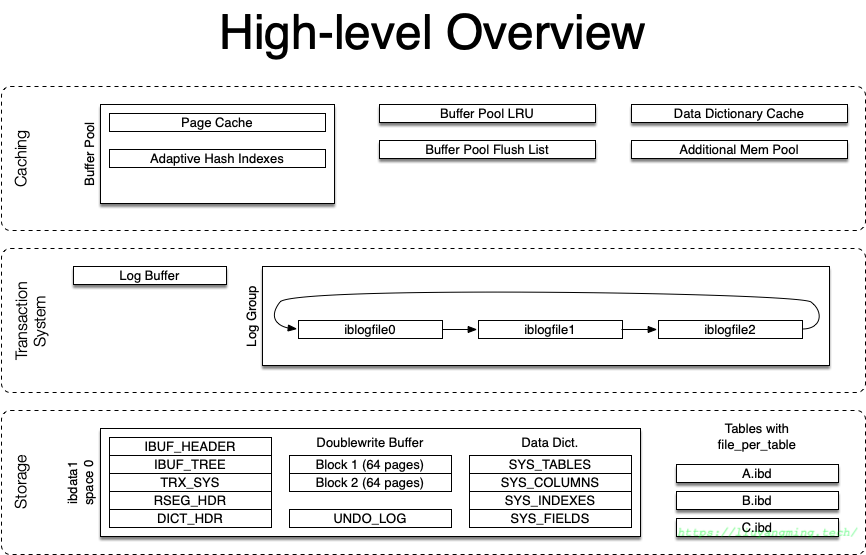 High-level Overview
Caching
Buffer Pool
Page Cache
Adaptive Hash Indexes
Buffer Pool LRU
Buffer Pool Flush List
Data Dictionary Cache
Additional Mem Pool
Transaction
System
Log Buffer
Log Group
iblogfile0
iblogfile1
iblogfile2
Storage
ibdata1
space 0
IBUF_HEADER
IBUF_TREE
TRX_SYS
RSEG_HDR
DICT_HDR
Doublewrite Buffer
Block 1 (64 pages)
Block 2 (64 pages)
UNDO_LOG
Data Dict.
SYS_TABLES
SYS_COLUMNS
SYS_INDEXES
SYS_FIELDS
Tables with
file_per_table
A.ibd
B.ibd
C.ibd